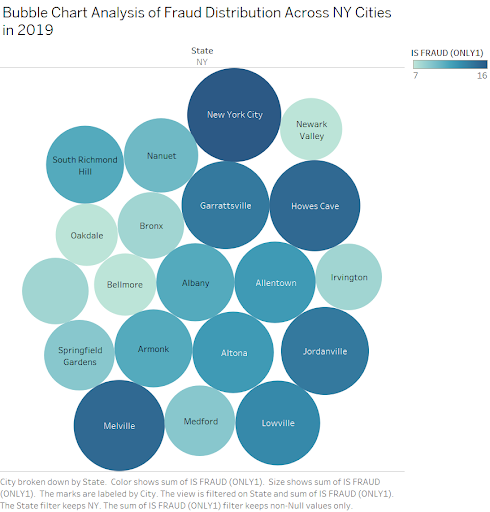 Bubble Chart Analysis of Fraud Distribution Across NY Cities
in 2019
State
NY
IS FRAUD (ONLY1)
7 16
New York City
Newark
Valley
Nanuet
South Richmond
Hill
Garrattsville
Howes Cave
Bronx
Oakdale
Irvington
Albany
Allentown
Bellmore
Springfield
Gardens
Armonk
Altona
Jordanville
Melville
Medford
Lowville
City broken down by State. Color shows sum of IS FRAUD (ONLY1). Size shows sum of IS FRAUD
(ONLY1). The marks are labeled by City. The view is filtered on State and sum of IS FRAUD (ONLY1).
The State filter keeps NY. The sum of IS FRAUD (ONLY1) filter keeps non-Null values only.